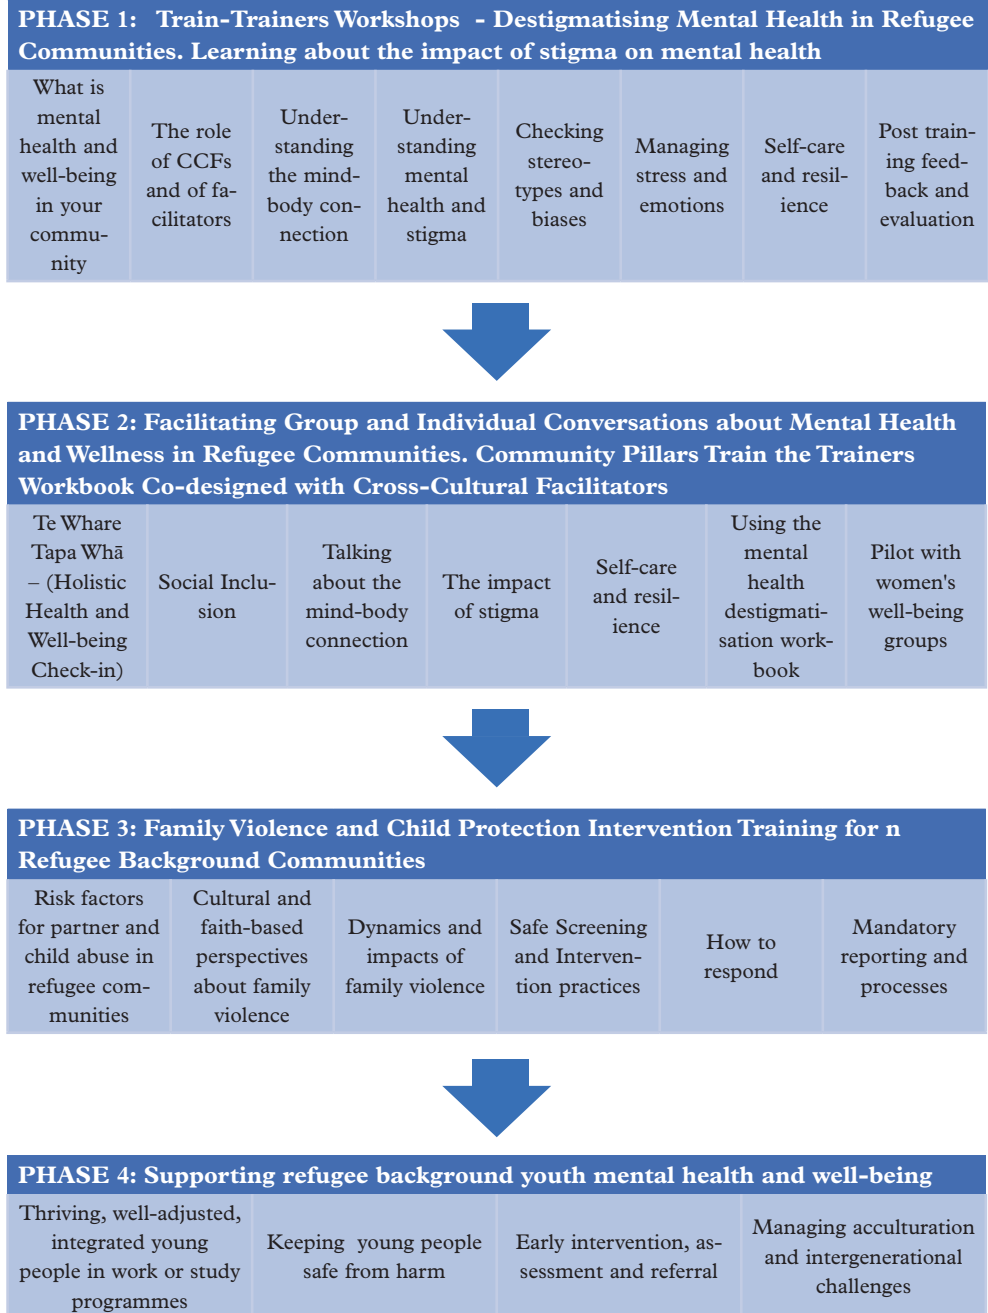 PHASE 1: Train-Trainers Workshops - Destigmatising Mental Health in Refugee
Communities. Learning about the impact of stigma on mental health
What is
mental
health and
well-being
in your
commu-
nity
The role
of CCFs
and of fa-
cilitators
Under-
standing
the mind-
body con-
nection
Under-
standing
mental
health and
stigma
Checking
stereo-
types and
biases
Managing
stress and
emotions
Self-care
and resil-
ience
Post train-
ing feed-
back and
evaluation
PHASE 2: Facilitating Group and Individual Conversations about Mental Health
and Wellness in Refugee Communities. Community Pillars Train the Trainers
Workbook Co-designed with Cross-Cultural Facilitators
Te Whare
Tapa Whā
– (Holistic
Health and
Well-being
Check-in)
Social Inclu-
sion
Talking
about the
mind-body
connection
The impact
of stigma
Self-care
and resil-
ience
Using the
mental
health
destigmati-
sation work-
book
Pilot with
women's
well-being
groups
PHASE 3: Family Violence and Child Protection Intervention Training for n
Refugee Background Communities
Risk factors
for partner and
child abuse in
refugee com-
munities
Cultural and
faith-based
perspectives
about family
violence
Dynamics and
impacts of
family violence
Safe Screening
and Interven-
tion practices
How to
respond
Mandatory
reporting and
processes
PHASE 4: Supporting refugee background youth mental health and well-being
Thriving, well-adjusted,
integrated young
people in work or study
programmes
Keeping young people
safe from harm
Early intervention, as-
sessment and referral
Managing acculturation
and intergenerational
challenges